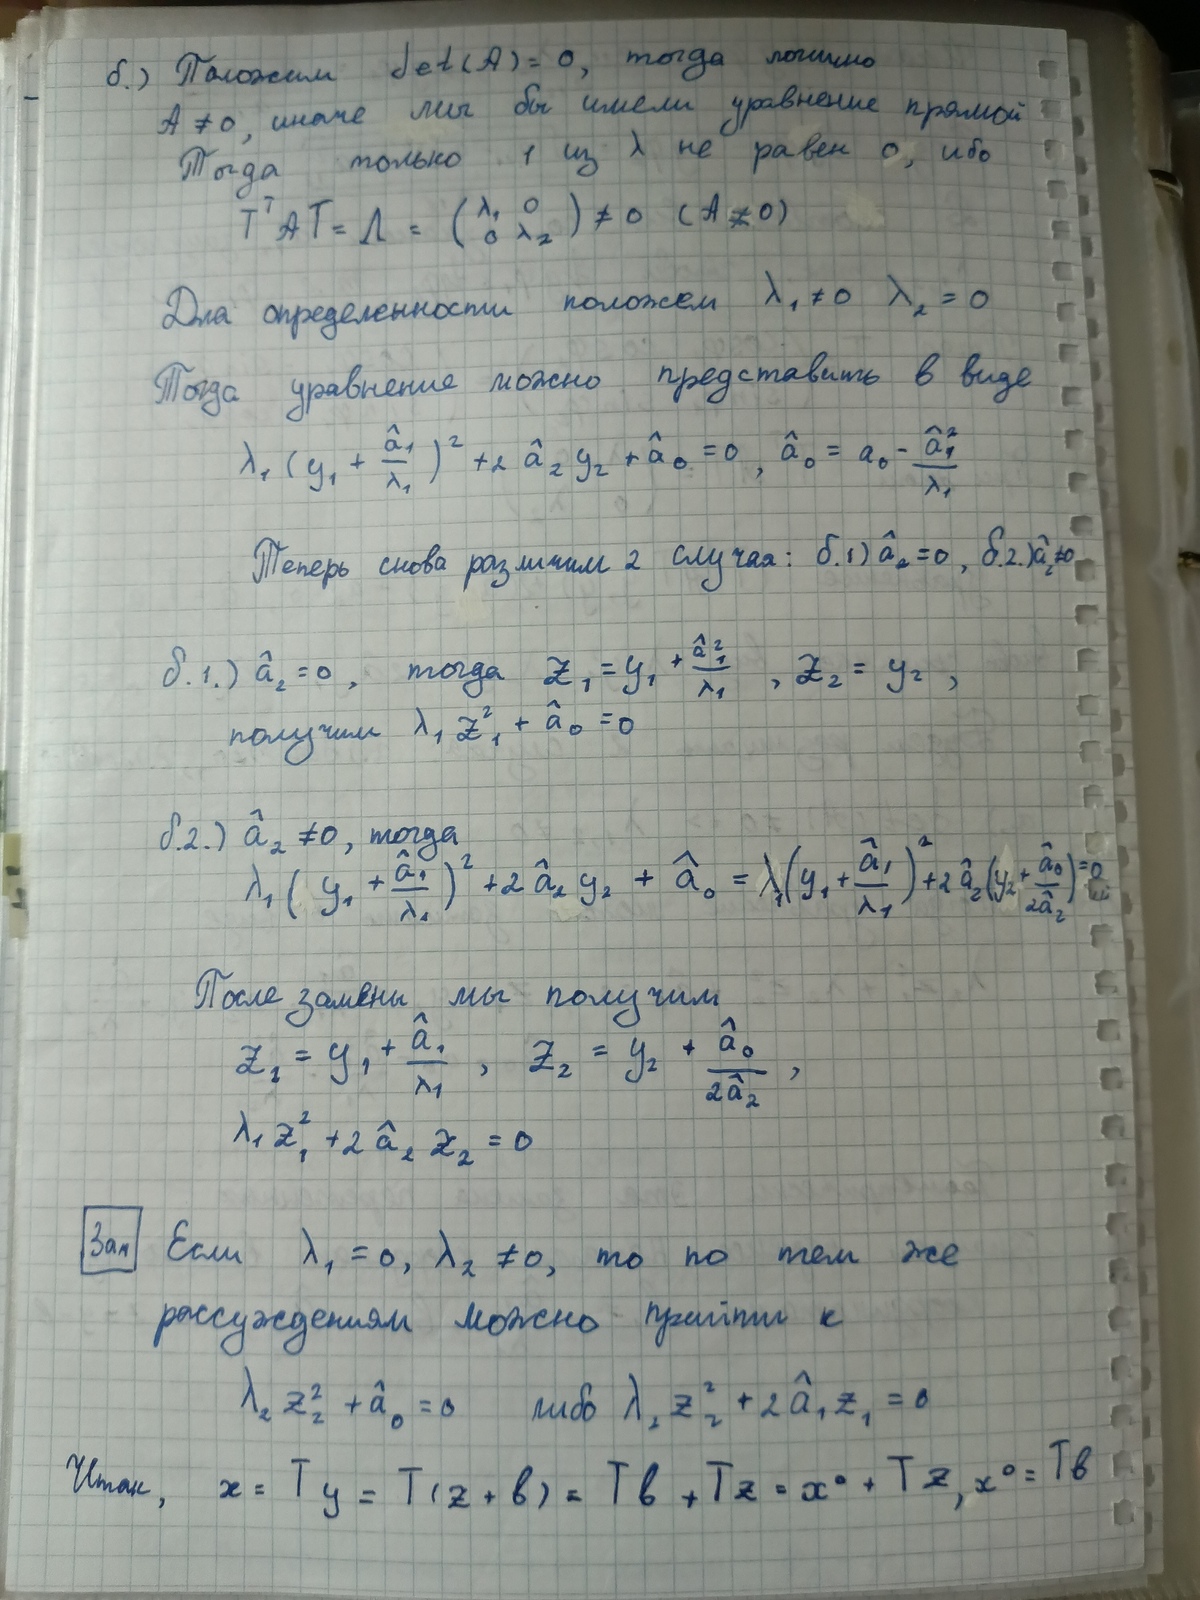 б.) Положим det(A) = 0, тогда логично
A ≠ 0, иначе мы бы имели уравнение прямой
Тогда только 1 из λ не равен 0, ибо
TᵀAT = Λ = (λ₁ 0 0 λ₂) ≠ 0 (A ≠ 0)
Для определенности положем λ₁ ≠ 0 λ₂ = 0
Тогда уравнение можно представить в виде
λ₁(y₁ + â₁/λ₁)² + 2â₂y₂ + â₀ = 0, â₀ = a₀ - â₁²/λ₁
Теперь снова различим 2 случая: б.1) â₂ = 0, б.2.) â₂ ≠ 0
б.1.) â₂ = 0, тогда z₁ = y₁ + â₁²/λ₁, z₂ = y₂,
получим λ₁z₁² + â₀ = 0
б.2.) â₂ ≠ 0, тогда
λ₁(y₁ + â₁/λ₁)² + 2â₂y₂ + â₀ = λ₁(y₁ + â₁/λ₁)² + 2â₂(y₂ + â₀/2â₂) = 0
После замены мы получим
z₁ = y₁ + â₁/λ₁, z₂ = y₂ + â₀/2â₂,
λ₁z₁² + 2â₂z₂ = 0
Зам Если λ₁ = 0, λ₂ ≠ 0, то по тем же
рассуждениям можно прийти к
λ₂z₂² + â₀ = 0 либо λ₂z₂² + 2â₁z₁ = 0
Итак, x = Ty = T(z + b) = Tb + Tz = x⁰ + Tz, x⁰ = Tb